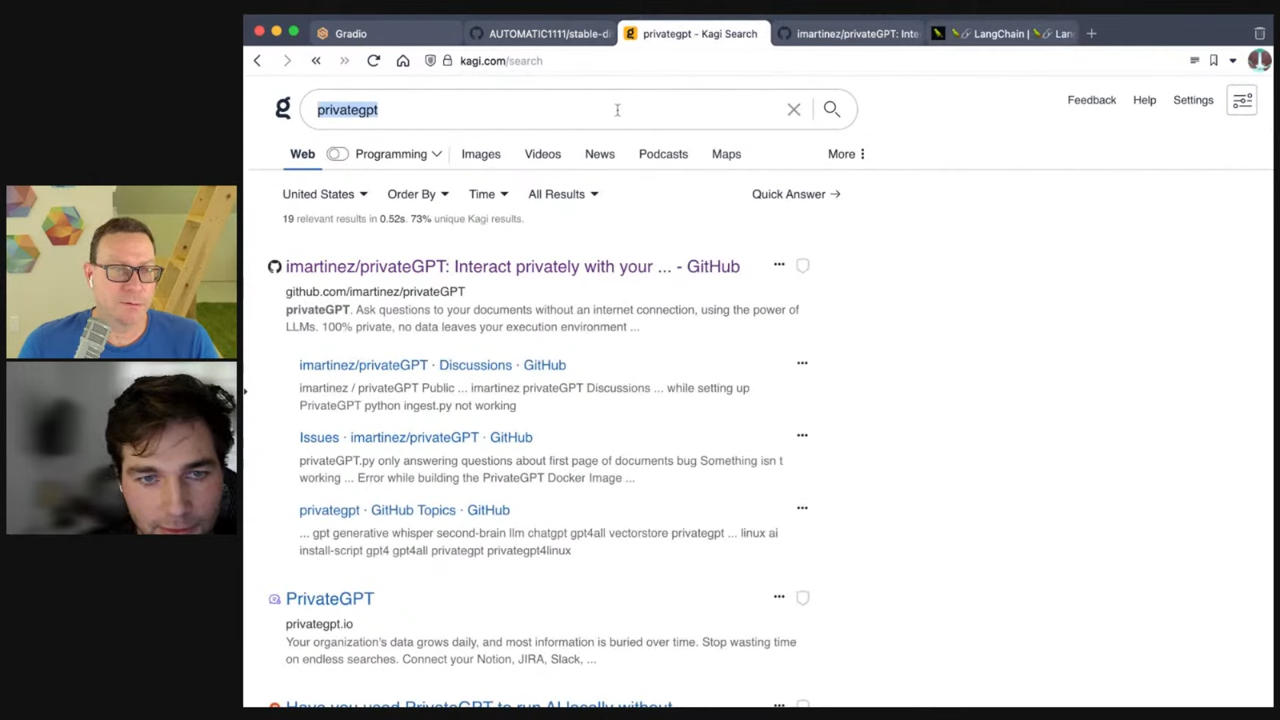 Gradio
AUTOMATIC1111/stable-di
privategpt - Kagi Search
imartinez/privateGPT: Inte
LangChain | Lan
kagi.com/search
privategpt
Feedback
Help
Settings
Web
Programming
Images
Videos
News
Podcasts
Maps
More
United States
Order By
Time
All Results
Quick Answer →
19 relevant results in 0.52s. 73% unique Kagi results.
imartinez/privateGPT: Interact privately with your ... - GitHub
github.com/imartinez/privateGPT
privateGPT. Ask questions to your documents without an internet connection, using the power of
LLMs. 100% private, no data leaves your execution environment ...
imartinez/privateGPT · Discussions · GitHub
imartinez / privateGPT Public ... imartinez privateGPT Discussions ... while setting up
PrivateGPT python ingest.py not working
Issues · imartinez/privateGPT · GitHub
privateGPT.py only answering questions about first page of documents bug Something isn t
working ... Error while building the PrivateGPT Docker Image ...
privategpt · GitHub Topics · GitHub
... gpt generative whisper second-brain llm chatgpt gpt4all vectorstore privategpt ... linux ai
install-script gpt4 gpt4all privategpt privategpt4linux
PrivateGPT
privategpt.io
Your organization's data grows daily, and most information is buried over time. Stop wasting time
on endless searches. Connect your Notion, JIRA, Slack, ...
Have you used PrivateGPT to run AI locally without